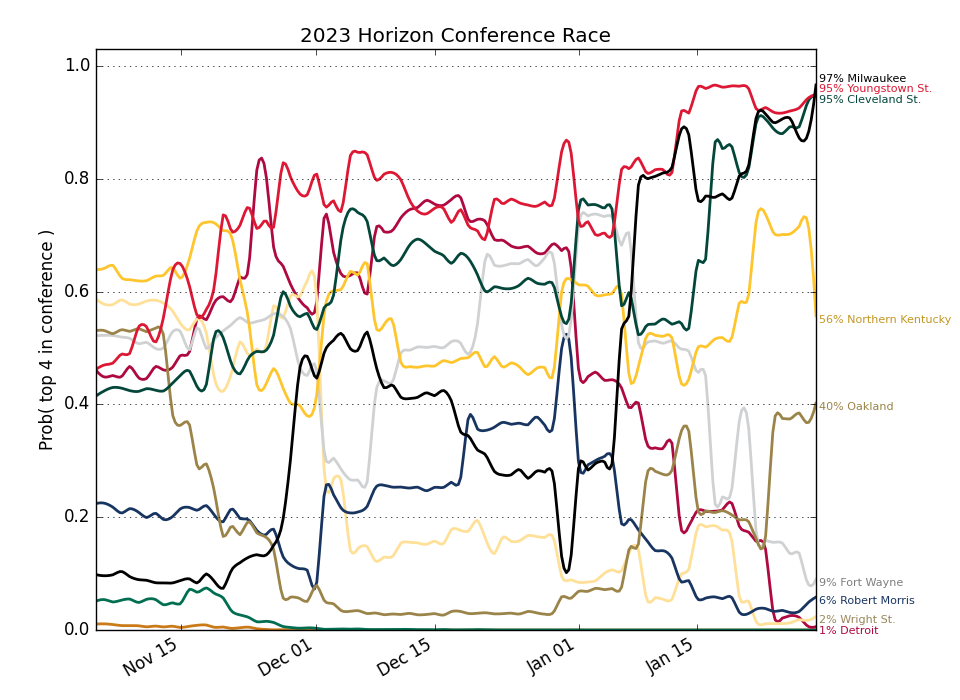 2023 Horizon Conference Race
Prob( top 4 in conference )
1.0
0.8
0.6
0.4
0.2
0.0
Nov 15
Dec 01
Dec 15
Jan 01
Jan 15
97% Milwaukee
95% Youngstown St.
95% Cleveland St.
56% Northern Kentucky
40% Oakland
9% Fort Wayne
6% Robert Morris
2% Wright St.
1% Detroit